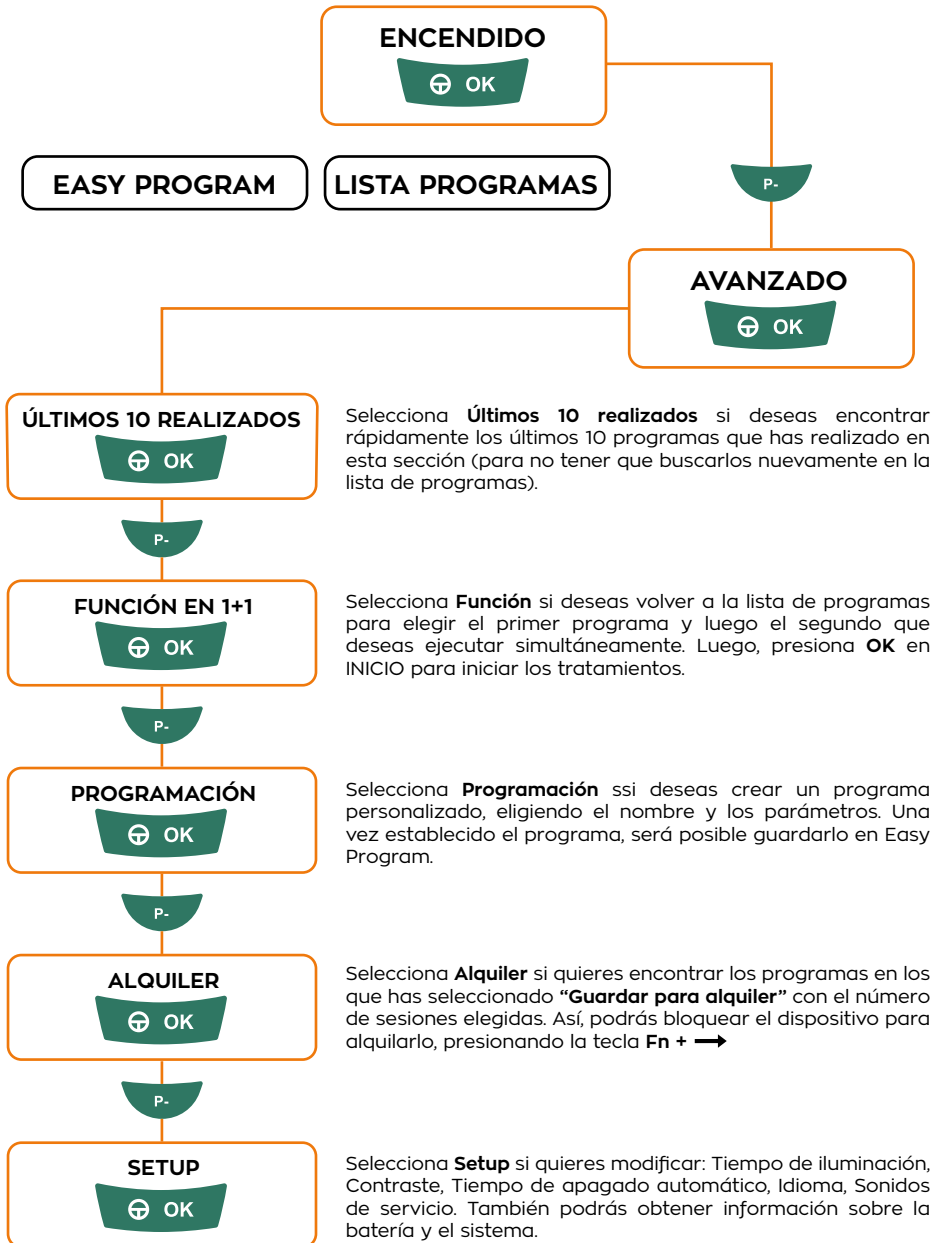 ENCENDIDO
OK
EASY PROGRAM
LISTA PROGRAMAS
P-
AVANZADO
OK
ÚLTIMOS 10 REALIZADOS
OK
Selecciona Últimos 10 realizados si deseas encontrar
rápidamente los últimos 10 programas que has realizado en
esta sección (para no tener que buscarlos nuevamente en la
lista de programas).
P-
FUNCIÓN EN 1+1
OK
Selecciona Función si deseas volver a la lista de programas
para elegir el primer programa y luego el segundo que
deseas ejecutar simultáneamente. Luego, presiona OK en
INICIO para iniciar los tratamientos.
P-
PROGRAMACIÓN
OK
Selecciona Programación ssi deseas crear un programa
personalizado, eligiendo el nombre y los parámetros. Una
vez establecido el programa, será posible guardarlo en Easy
Program.
P-
ALQUILER
OK
Selecciona Alquiler si quieres encontrar los programas en los
que has seleccionado “Guardar para alquiler” con el número
de sesiones elegidas. Así, podrás bloquear el dispositivo para
alquilarlo, presionando la tecla Fn + →
P-
SETUP
OK
Selecciona Setup si quieres modificar: Tiempo de iluminación,
Contraste, Tiempo de apagado automático, Idioma, Sonidos
de servicio. También podrás obtener información sobre la
batería y el sistema.